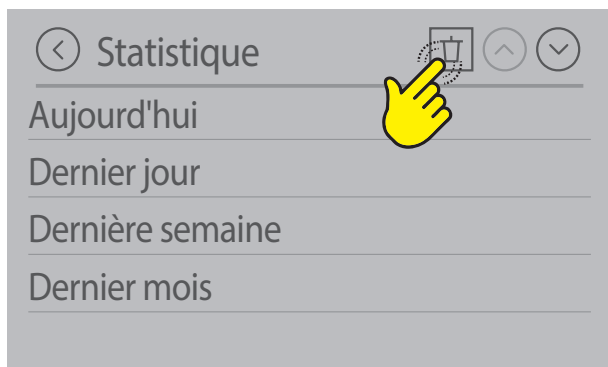 Statistique
Aujourd'hui
Dernier jour
Dernière semaine
Dernier mois